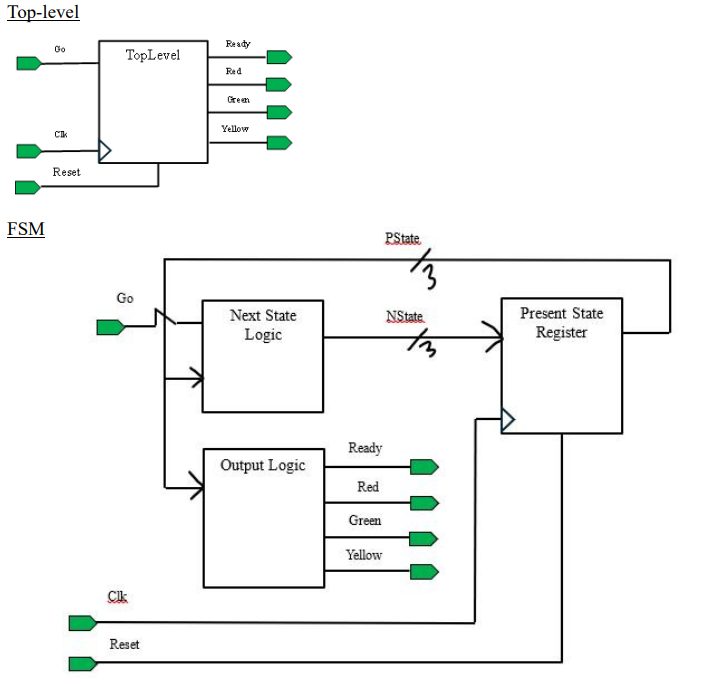 Top-level
Go
TopLevel
Ready
Red
Green
Yellow
Clk
Reset
FSM
PState
3
Go
Next State
Logic
NState
3
Present State
Register
Output Logic
Ready
Red
Green
Yellow
Clk
Reset